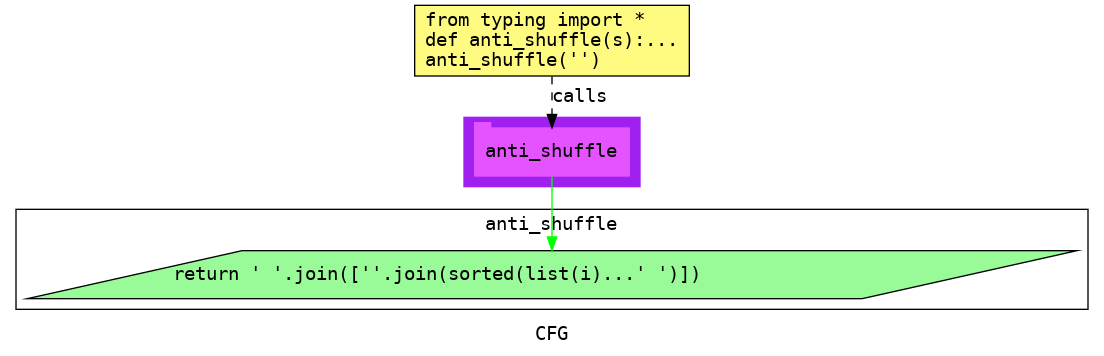 from typing import *
def anti_shuffle(s):...
anti_shuffle('')
calls
anti_shuffle
anti_shuffle
return ' '.join([''.join(sorted(list(i)...' ')])
CFG